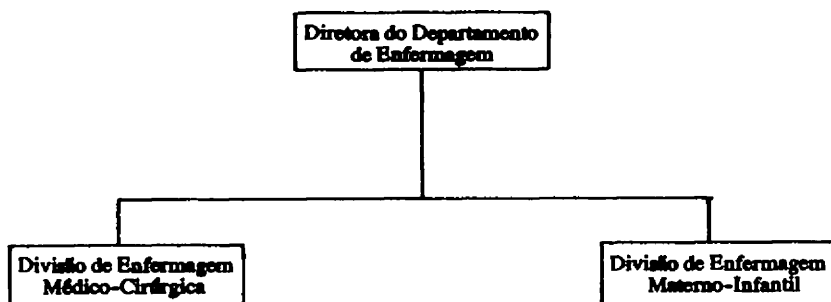 Diretora do Departamento
de Enfermagem
Divisão de Enfermagem
Médico-Cirúrgica
Divisão de Enfermagem
Materno-Infantil